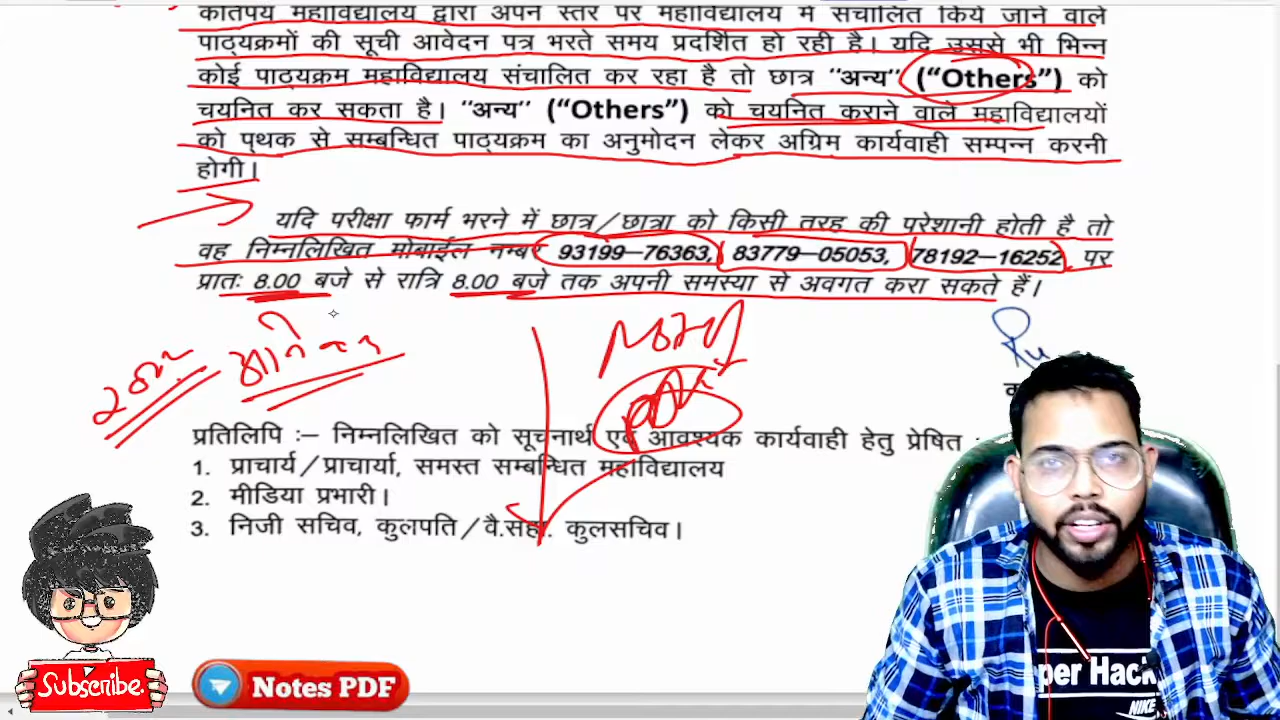 कतिपय महाविद्यालय द्वारा अपने स्तर पर महाविद्यालय में संचालित किये जाने वाले
पाठ्यक्रमों की सूची आवेदन पत्र भरते समय प्रदर्शित हो रही है। यदि उससे भी भिन्न
कोई पाठ्यक्रम महाविद्यालय संचालित कर रहा है तो छात्र "अन्य" ("Others") को
चयनित कर सकता है। "अन्य" ("Others") को चयनित कराने वाले महाविद्यालयों
को पृथक से सम्बन्धित पाठ्यक्रम का अनुमोदन लेकर अग्रिम कार्यवाही सम्पन्न करनी
होगी।
यदि परीक्षा फार्म भरने में छात्र/छात्रा को किसी तरह की परेशानी होती है तो
वह निम्नलिखित मोबाईल नम्बर 93199–76363, 83779–05053, 78192–16252 पर
प्रातः 8.00 बजे से रात्रि 8.00 बजे तक अपनी समस्या से अवगत करा सकते हैं।
प्रतिलिपि :– निम्नलिखित को सूचनार्थ एवं आवश्यक कार्यवाही हेतु प्रेषित
1. प्राचार्य/प्राचार्या, समस्त सम्बन्धित महाविद्यालय
2. मीडिया प्रभारी।
3. निजी सचिव, कुलपति/वै.सहा. कुलसचिव।
Subscribe
Notes PDF
per Hack
NIKE